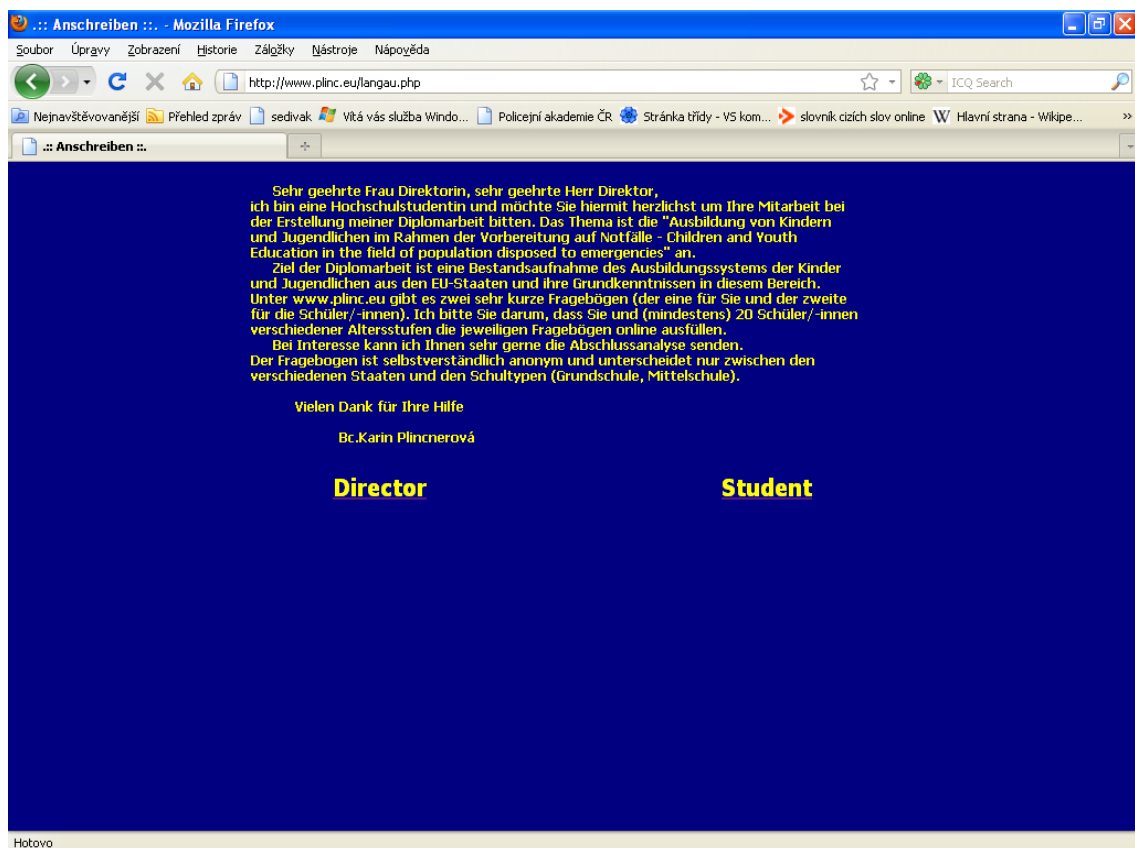 .:: Anschreiben ::. - Mozilla Firefox
Soubor Úpravy Zobrazení Historie Záložky Nástroje Nápověda
http://www.plinc.eu/langau.php ICQ Search
Nejnavštěvovanější Přehled zpráv sedivak Vítá vás služba Windo... Policejní akademie ČR Stránka třídy - VS kom... slovník cizích slov online Hlavní strana - Wikipe... »
.:: Anschreiben ::.
Sehr geehrte Frau Direktorin, sehr geehrte Herr Direktor,
ich bin eine Hochschulstudentin und möchte Sie hiermit herzlichst um Ihre Mitarbeit bei
der Erstellung meiner Diplomarbeit bitten. Das Thema ist die "Ausbildung von Kindern
und Jugendlichen im Rahmen der Vorbereitung auf Notfälle - Children and Youth
Education in the field of population disposed to emergencies" an.
Ziel der Diplomarbeit ist eine Bestandsaufnahme des Ausbildungssystems der Kinder
und Jugendlichen aus den EU-Staaten und ihre Grundkenntnissen in diesem Bereich.
Unter www.plinc.eu gibt es zwei sehr kurze Fragebögen (der eine für Sie und der zweite
für die Schüler/-innen). Ich bitte Sie darum, dass Sie und (mindestens) 20 Schüler/-innen
verschiedener Altersstufen die jeweiligen Fragebögen online ausfüllen.
Bei Interesse kann ich Ihnen sehr gerne die Abschlussanalyse senden.
Der Fragebogen ist selbstverständlich anonym und unterscheidet nur zwischen den
verschiedenen Staaten und den Schultypen (Grundschule, Mittelschule).
Vielen Dank für Ihre Hilfe
Bc.Karin Plincnerová
Director Student
Hotovo